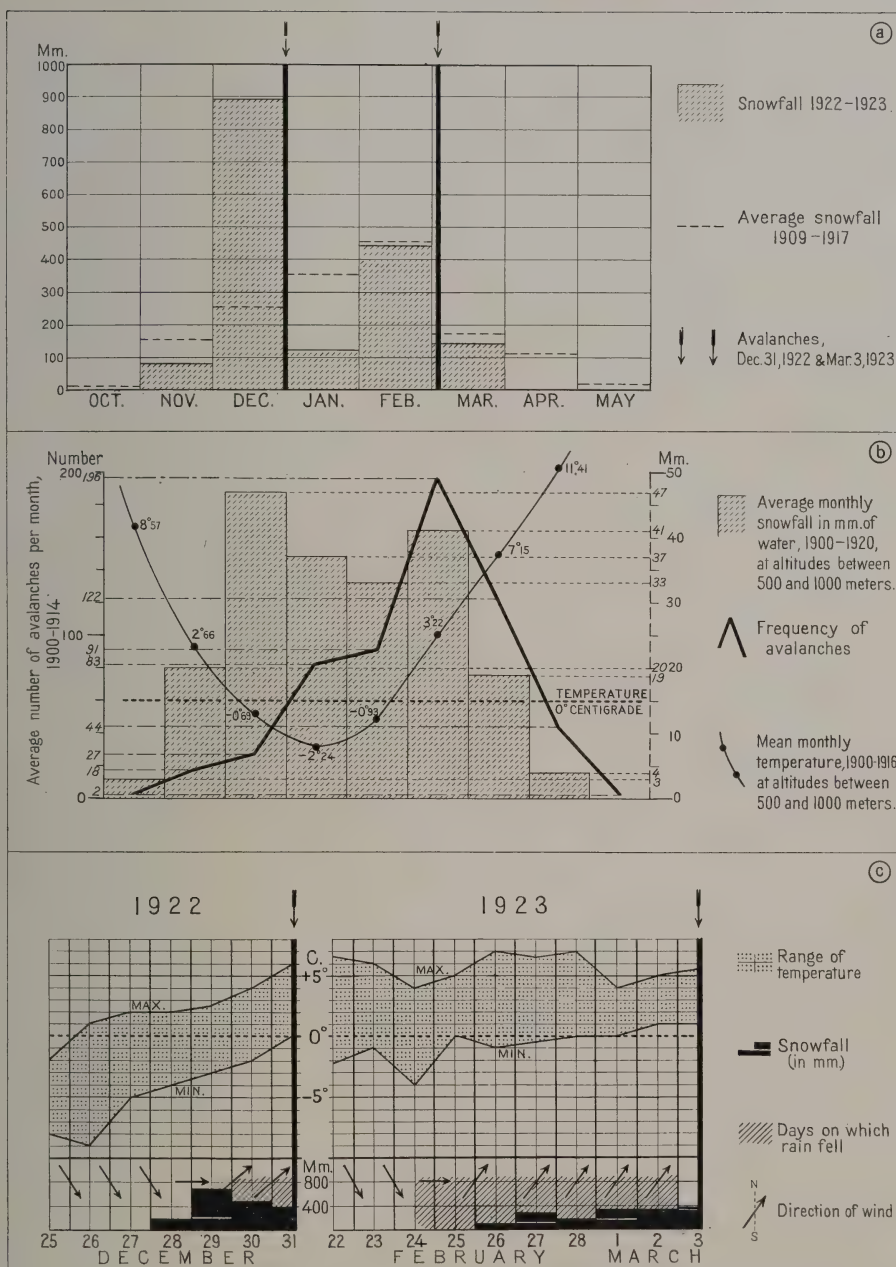 a
Mm.
1000
900
800
700
600
500
400
300
200
100
0
OCT. NOV. DEC. JAN. FEB. MAR. APR. MAY
Snowfall 1922-1923.
Average snowfall
1909-1917
Avalanches,
Dec.31,1922 & Mar.3,1923
b
Number
Average number of avalanches per month,
1900-1914
200
196
122
100
91
83
44
27
18
2
0
8°57
2°66
-0°63
-2°24
-0°93
3°22
7°15
11°41
TEMPERATURE
0° CENTIGRADE
Mm.
50
47
41
40
37
33
30
20 20
19
10
4
3
0
Average monthly
snowfall in mm. of
water, 1900-1920,
at altitudes between
500 and 1000 meters.
Frequency of
avalanches
Mean monthly
temperature, 1900-1916
at altitudes between
500 and 1000 meters.
c
1922 1923
C.
+5°
0°
-5°
MAX.
MIN.
MAX.
MIN.
Mm.
800
400
25 26 27 28 29 30 31 22 23 24 25 26 27 28 1 2 3
DECEMBER FEBRUARY MARCH
Range of
temperature
Snowfall
(in mm.)
Days on which
rain fell
N
S
Direction of wind